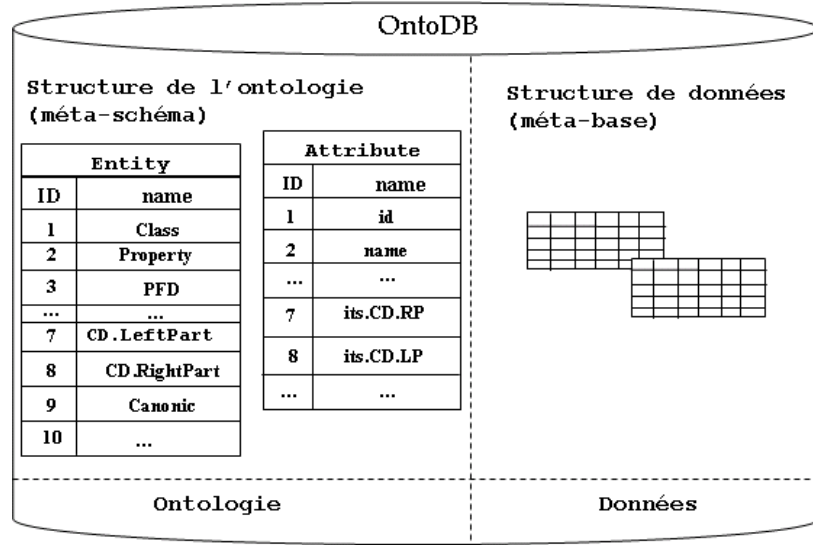 OntoDB
Structure de l'ontologie
(méta-schéma)
Entity
ID name
1 Class
2 Property
3 PFD
... ...
7 CD.LeftPart
8 CD.RightPart
9 Canonic
10 ...
Attribute
ID name
1 id
2 name
... ...
7 its.CD.RP
8 its.CD.LP
... ...
Structure de données
(méta-base)
Ontologie
Données